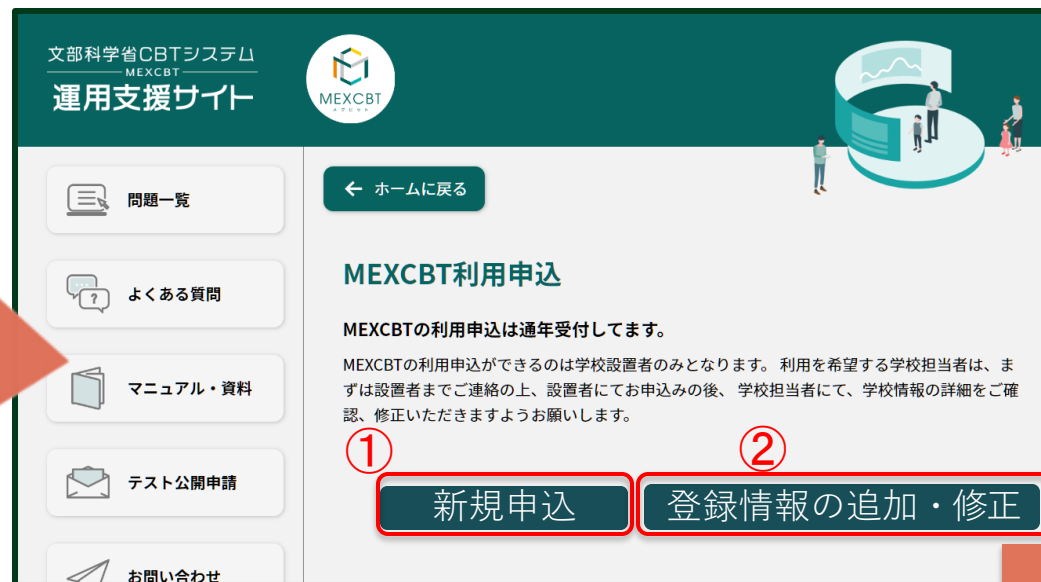 文部科学省CBTシステム
MEXCBT
運用支援サイト
MEXCBT
メクビット
問題一覧
よくある質問
マニュアル・資料
テスト公開申請
お問い合わせ
← ホームに戻る
MEXCBT利用申込
MEXCBTの利用申込は通年受付してます。
MEXCBTの利用申込ができるのは学校設置者のみとなります。 利用を希望する学校担当者は、ま
ずは設置者までご連絡の上、設置者にてお申込みの後、 学校担当者にて、学校情報の詳細をご確
認、修正いただきますようお願いします。
① ②
新規申込 登録情報の追加・修正